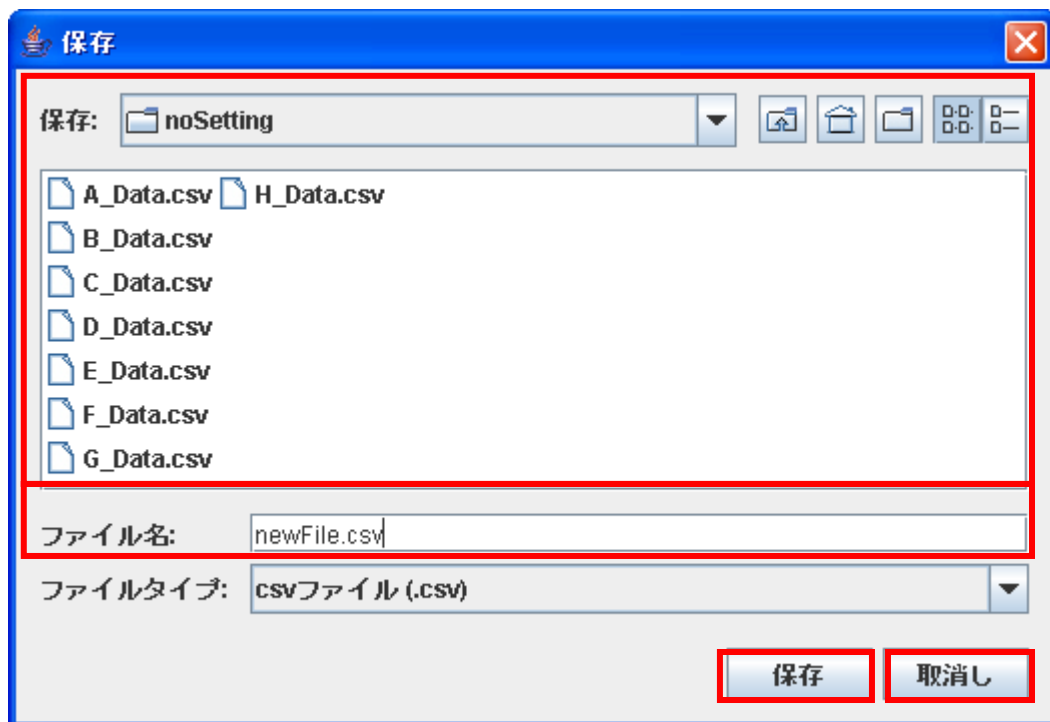 保存
保存: noSetting
A_Data.csv H_Data.csv
B_Data.csv
C_Data.csv
D_Data.csv
E_Data.csv
F_Data.csv
G_Data.csv
ファイル名: newFile.csv
ファイルタイプ: csvファイル (.csv)
保存 取消し